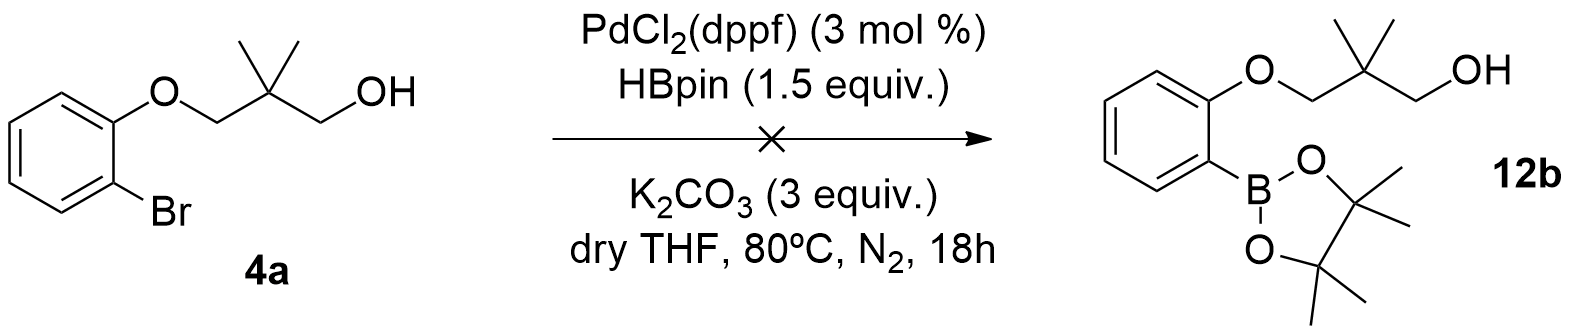 O
OH
Br
4a
PdCl2(dppf) (3 mol %)
HBpin (1.5 equiv.)
K2CO3 (3 equiv.)
dry THF, 80ºC, N2, 18h
O
OH
B
O
O
12b